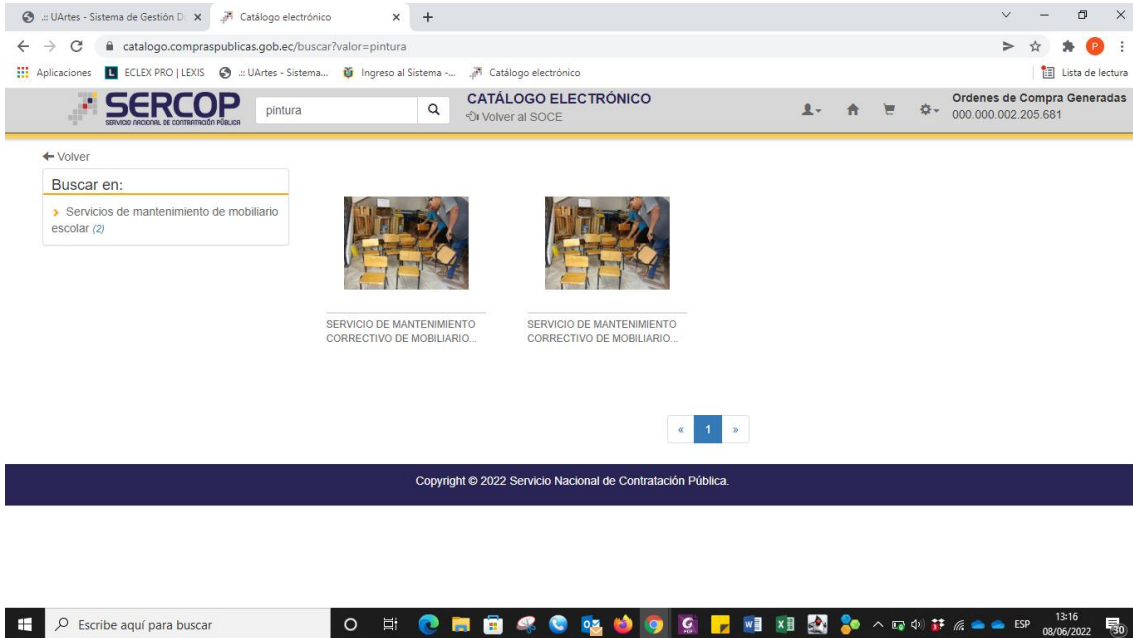 .:: UArtes - Sistema de Gestión D
Catálogo electrónico
catalogo.compraspublicas.gob.ec/buscar?valor=pintura
P
Aplicaciones
L
ECLEX PRO | LEXIS
.:: UArtes - Sistema...
Ingreso al Sistema -...
Catálogo electrónico
Lista de lectura
SERCOP
SERVICIO NACIONAL DE CONTRATACIÓN PÚBLICA
pintura
CATÁLOGO ELECTRÓNICO
Volver al SOCE
Ordenes de Compra Generadas
000.000.002.205.681
Volver
Buscar en:
Servicios de mantenimiento de mobiliario
escolar (2)
SERVICIO DE MANTENIMIENTO
CORRECTIVO DE MOBILIARIO...
SERVICIO DE MANTENIMIENTO
CORRECTIVO DE MOBILIARIO...
« 1 »
Copyright © 2022 Servicio Nacional de Contratación Pública.
Escribe aquí para buscar
ESP
13:16
08/06/2022
30